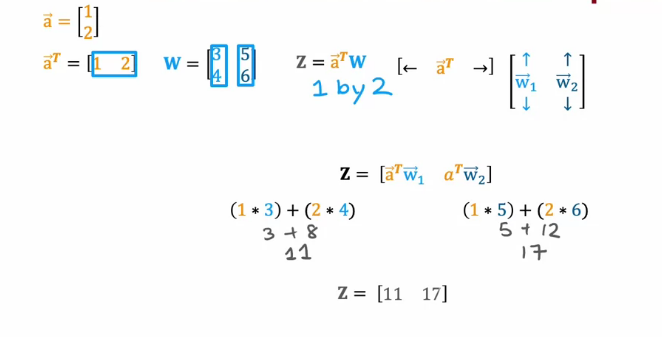 a⃗ = [1
2]
a⃗ᵀ = [1 2] W = [3 5
4 6] Z = a⃗ᵀW [← a⃗ᵀ →] [↑ ↑
w⃗₁ w⃗₂
↓ ↓]
1 by 2
Z = [a⃗ᵀw⃗₁ aᵀw⃗₂]
(1 * 3) + (2 * 4) (1 * 5) + (2 * 6)
3 + 8 5 + 12
11 17
Z = [11 17]